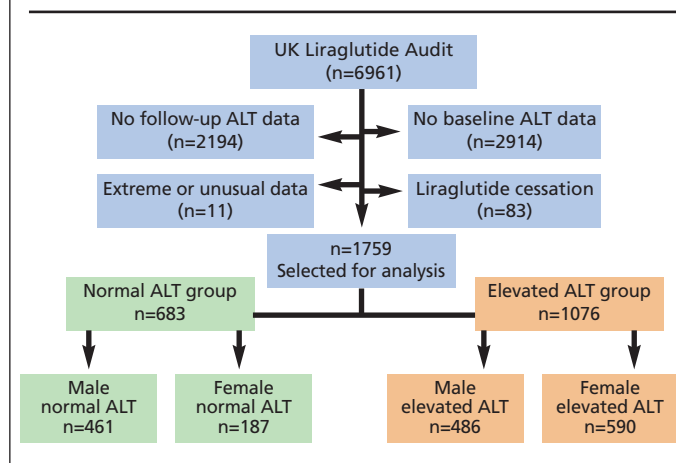 UK Liraglutide Audit
(n=6961)
No follow-up ALT data
(n=2194)
No baseline ALT data
(n=2914)
Extreme or unusual data
(n=11)
Liraglutide cessation
(n=83)
n=1759
Selected for analysis
Normal ALT group
n=683
Elevated ALT group
n=1076
Male
normal ALT
n=461
Female
normal ALT
n=187
Male
elevated ALT
n=486
Female
elevated ALT
n=590